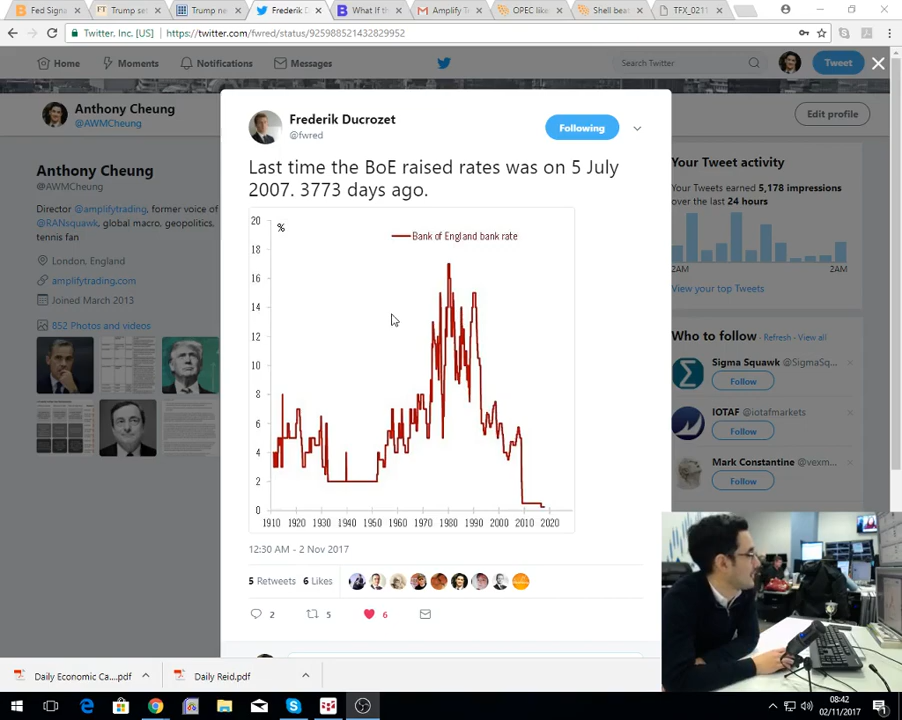 Fed Signa
Trump se
Trump ne
Frederik D
What If th
Amplify T
OPEC like
Shell bea
TFX_0211
Twitter, Inc. [US]
https://twitter.com/fwred/status/925988521432829952
Home
Moments
Notifications
Messages
Search Twitter
Tweet
Anthony Cheung
@AWMCheung
Edit profile
Anthony Cheung
@AWMCheung
Director @amplifytrading, former voice of
@RANsquawk, global macro, geopolitics,
tennis fan
London, England
amplifytrading.com
Joined March 2013
852 Photos and videos
Frederik Ducrozet
@fwred
Following
Last time the BoE raised rates was on 5 July
2007. 3773 days ago.
%
Bank of England bank rate
20
18
16
14
12
10
8
6
4
2
0
1910 1920 1930 1940 1950 1960 1970 1980 1990 2000 2010 2020
12:30 AM - 2 Nov 2017
5 Retweets 6 Likes
2
5
6
Your Tweet activity
Your Tweets earned 5,178 impressions
over the last 24 hours
2AM
2AM
View your top Tweets
Who to follow · Refresh · View all
Sigma Squawk @SigmaSq...
Follow
IOTAF @iotafmarkets
Follow
Mark Constantine @vexm...
Follow
Daily Economic Ca....pdf
Daily Reid.pdf
08:42
02/11/2017